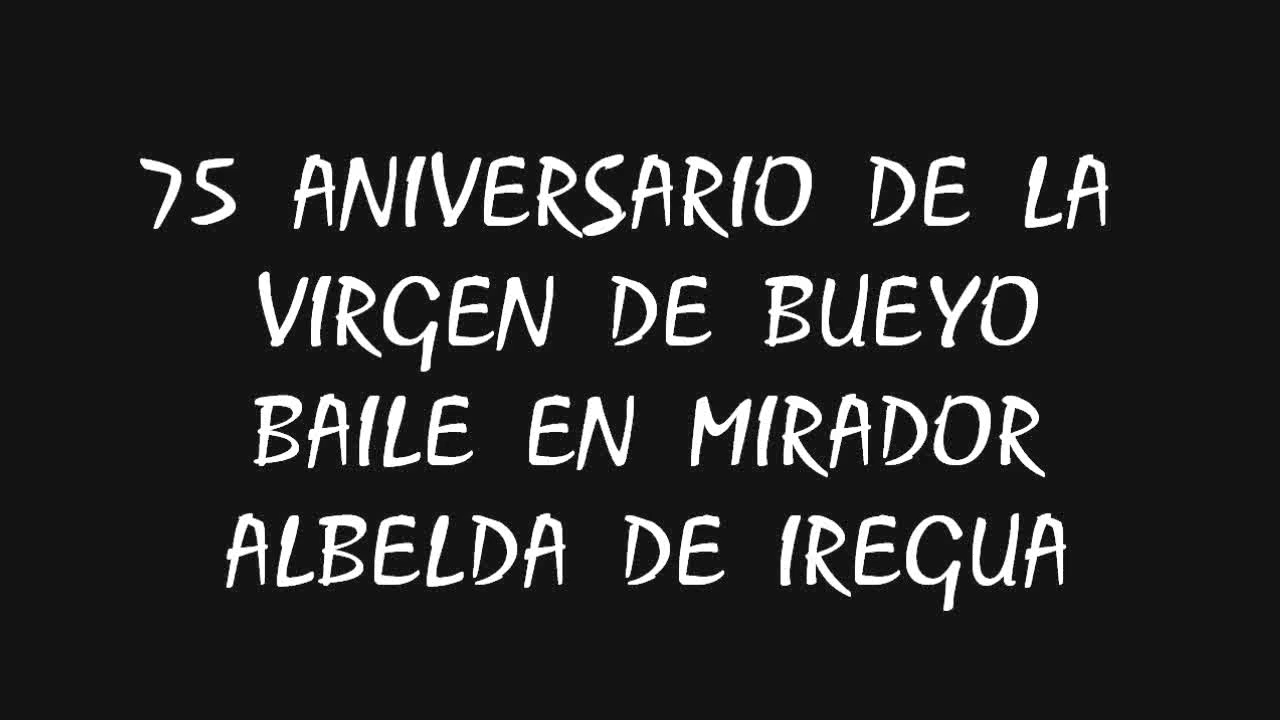 75 ANIVERSARIO DE LA
VIRGEN DE BUEYO
BAILE EN MIRADOR
ALBELDA DE IREGUA